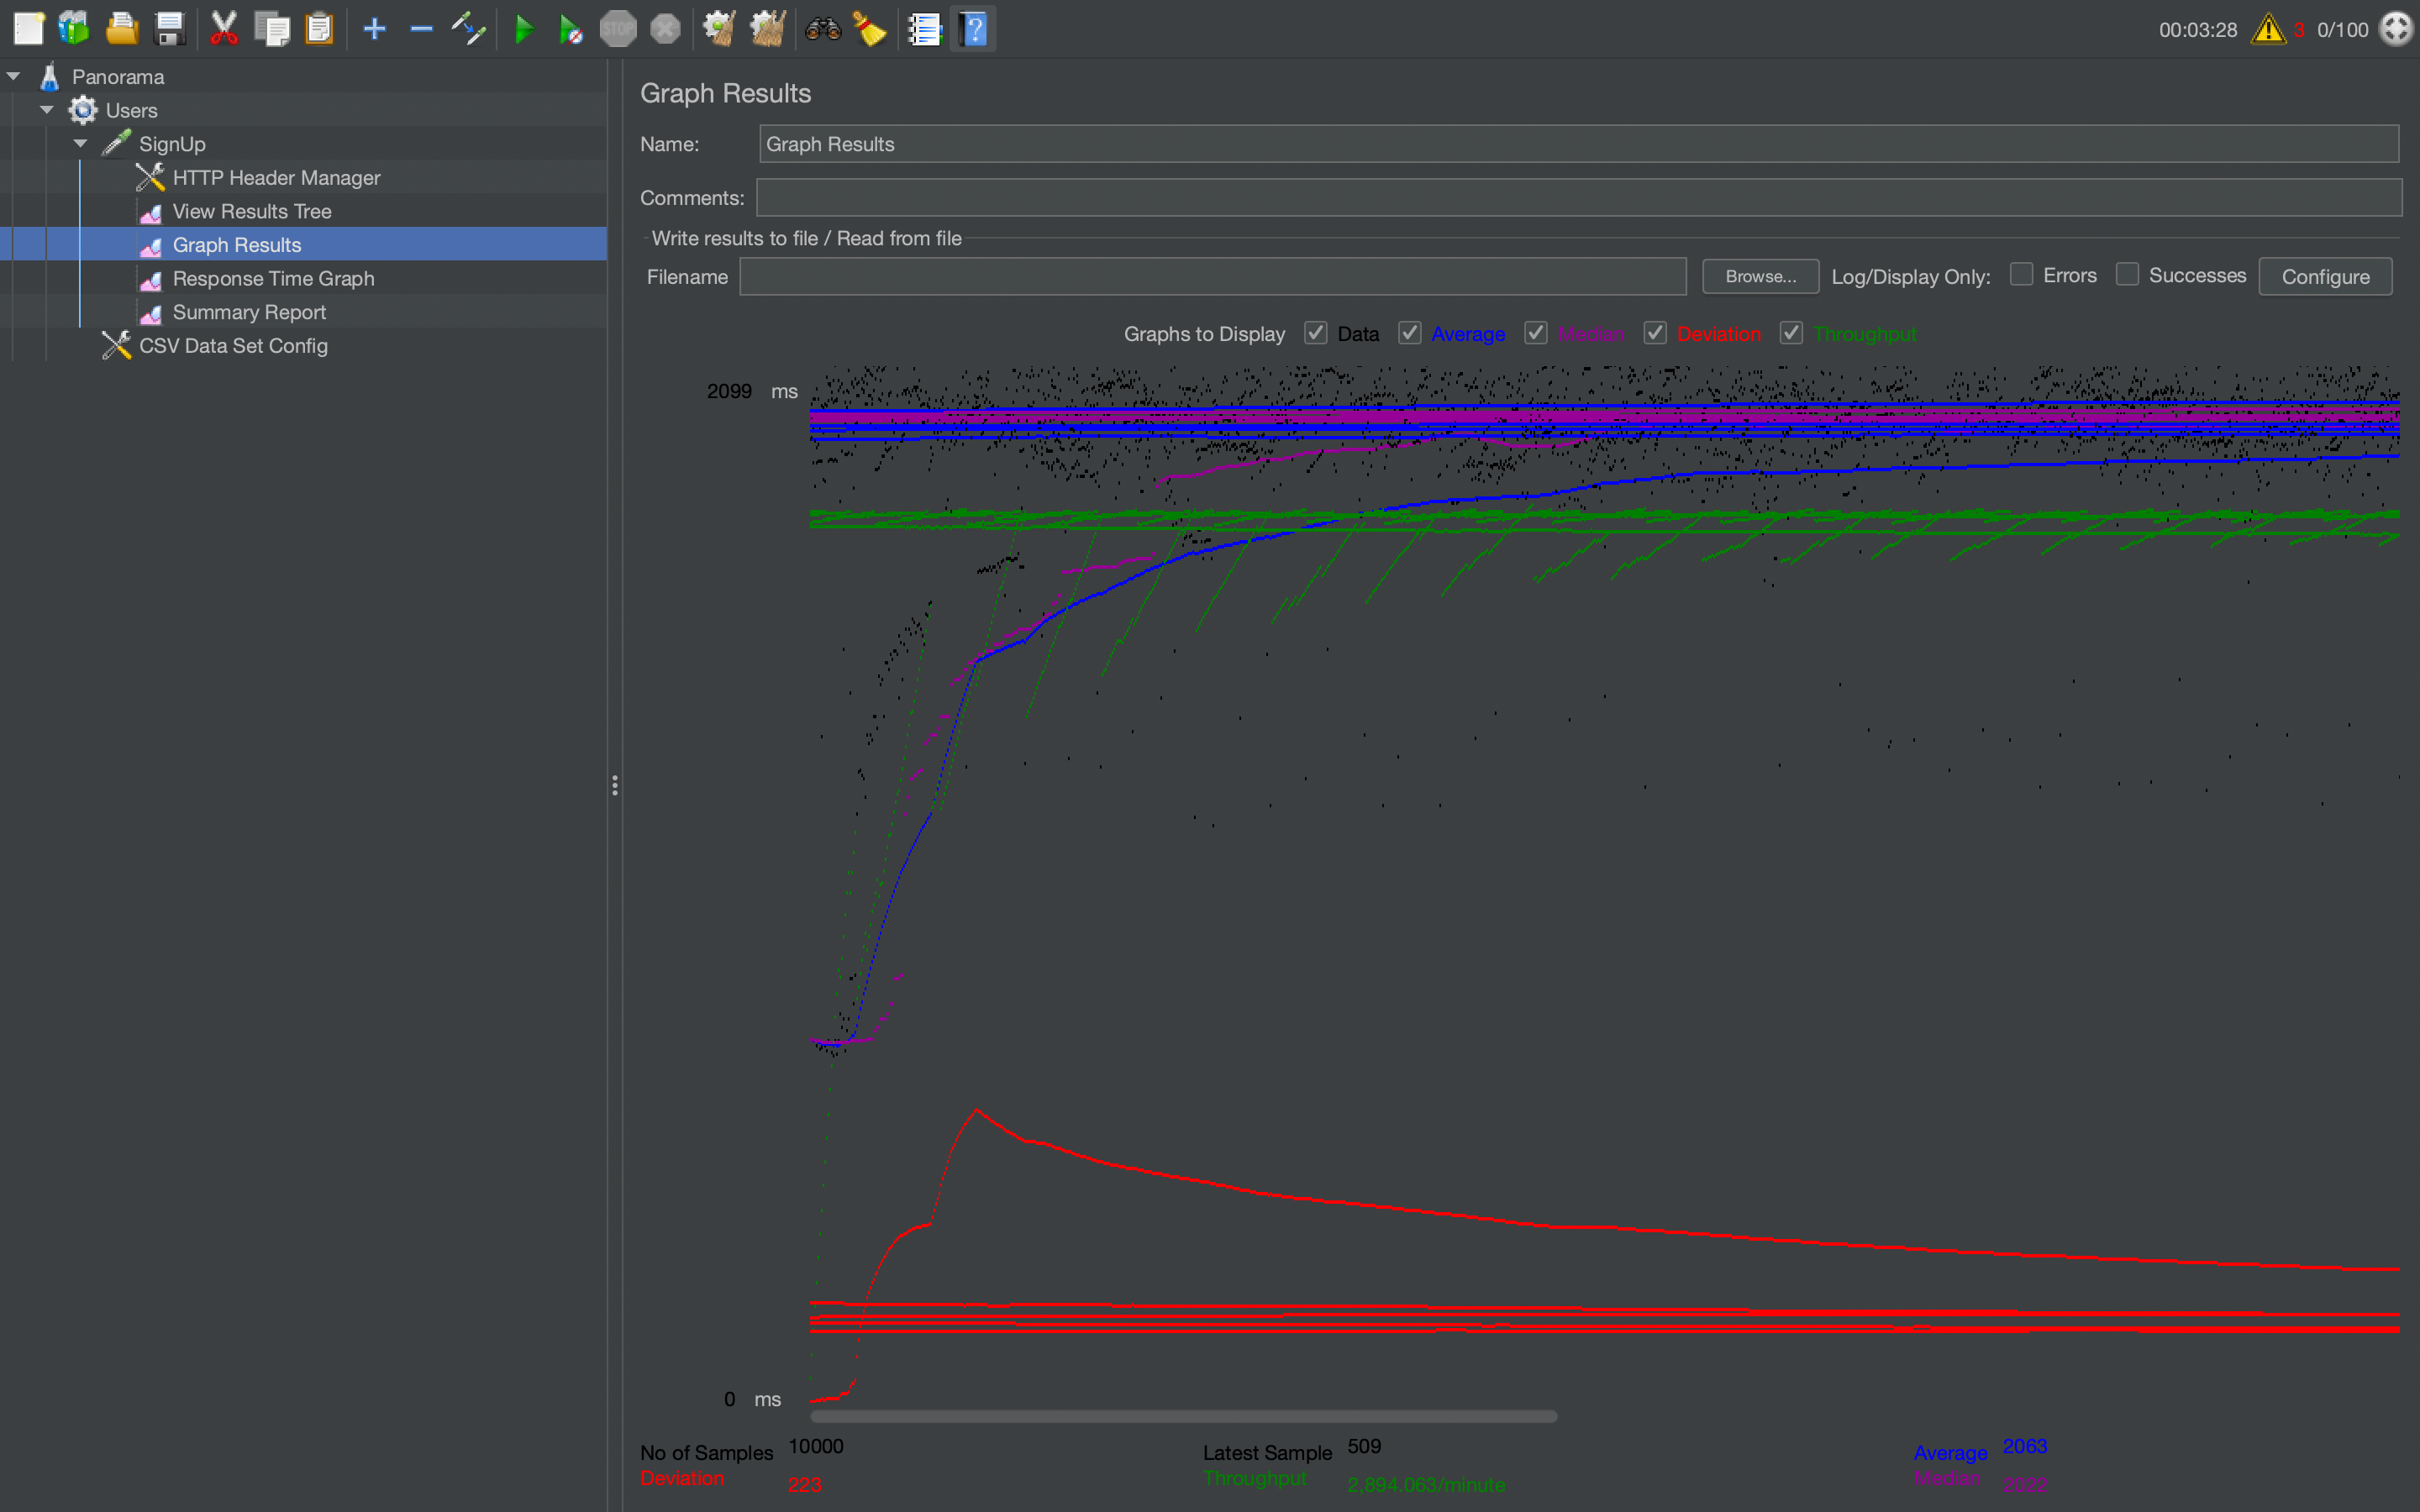 STOP
00:03:28 3 0/100
Panorama
Users
SignUp
HTTP Header Manager
View Results Tree
Graph Results
Response Time Graph
Summary Report
CSV Data Set Config
Graph Results
Name: Graph Results
Comments:
Write results to file / Read from file
Filename Browse... Log/Display Only: Errors Successes Configure
Graphs to Display Data Average Median Deviation Throughput
2099 ms
0 ms
No of Samples 10000 Latest Sample 509 Average 2063
Deviation 223 Throughput 2,894.063/minute Median 2022